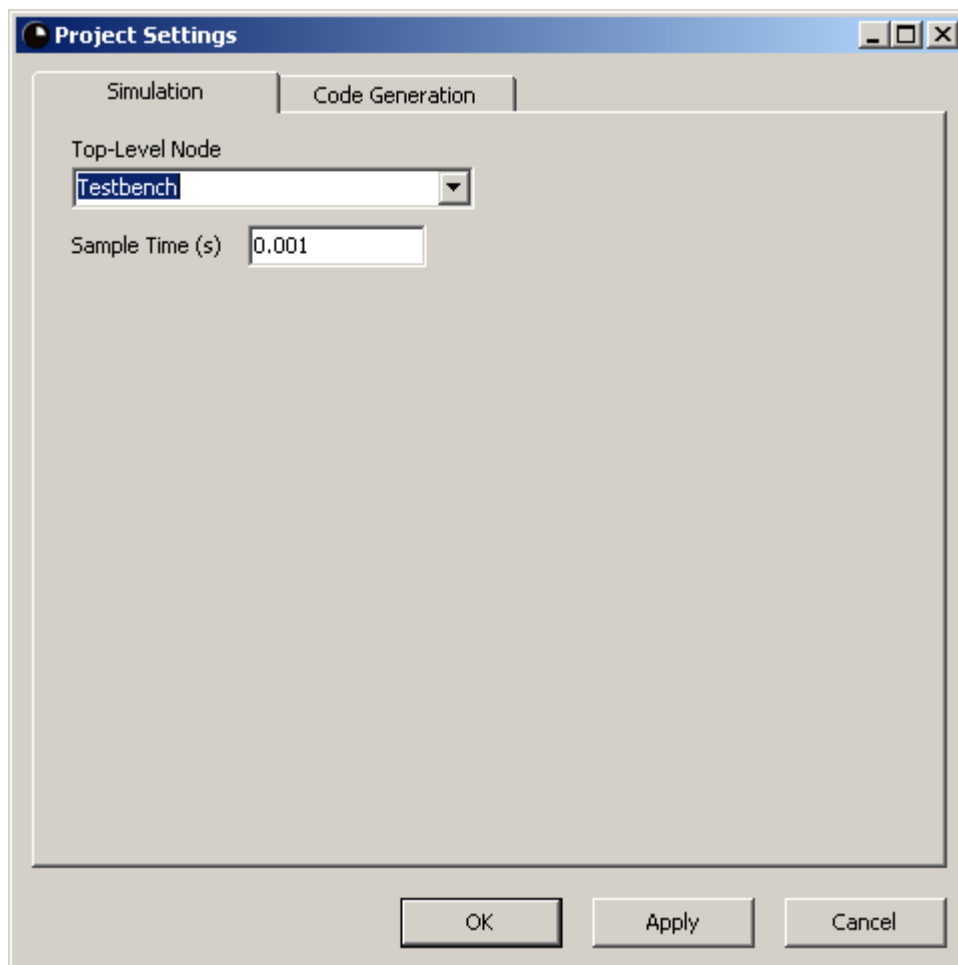 Project Settings
Simulation
Code Generation
Top-Level Node
Testbench
Sample Time (s) 0.001
OK Apply Cancel